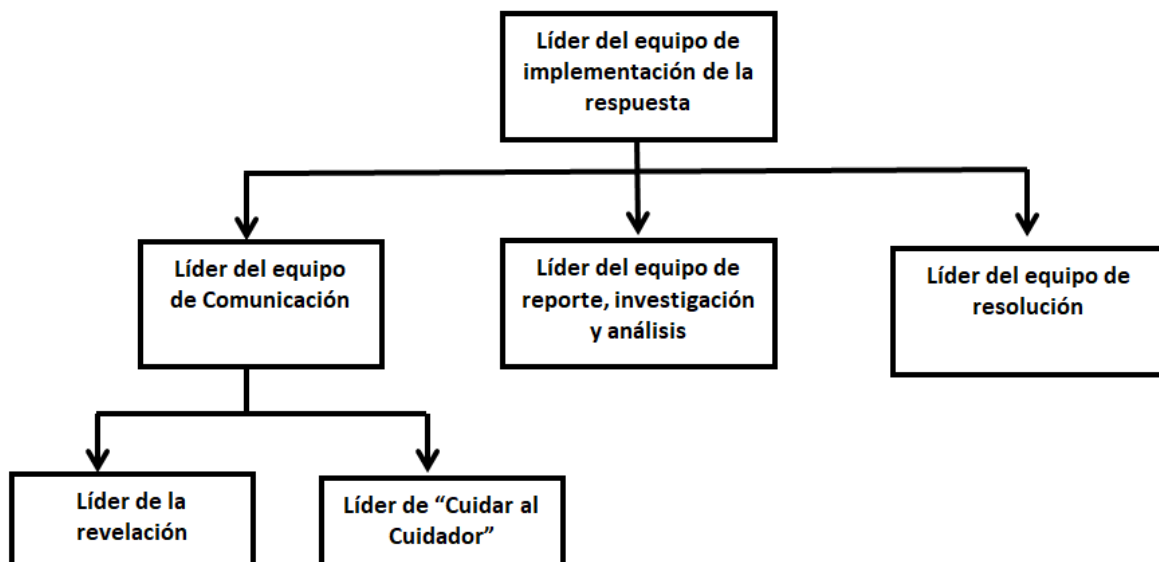 Líder del equipo de
implementación de la
respuesta
Líder del equipo
de Comunicación
Líder del equipo de
reporte, investigación
y análisis
Líder del equipo de
resolución
Líder de la
revelación
Líder de “Cuidar al
Cuidador”